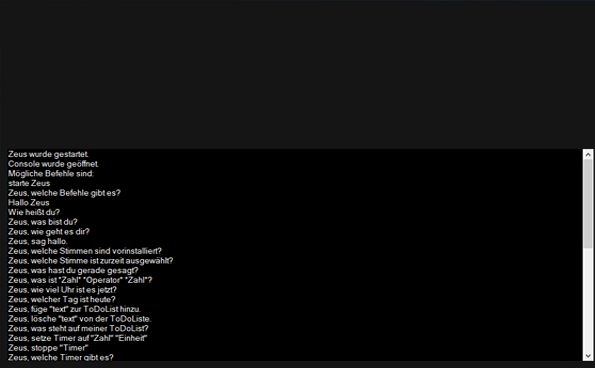 Zeus wurde gestartet.
Console wurde geöffnet.
Mögliche Befehle sind:
starte Zeus
Zeus, welche Befehle gibt es?
Hallo Zeus
Wie heißt du?
Zeus, was bist du?
Zeus, wie geht es dir?
Zeus, sag hallo.
Zeus, welche Stimmen sind vorinstalliert?
Zeus, welche Stimme ist zurzeit ausgewählt?
Zeus, was hast du gerade gesagt?
Zeus, was ist *Zahl* *Operator* *Zahl*?
Zeus, wie viel Uhr ist es jetzt?
Zeus, welcher Tag ist heute?
Zeus, füge "text" zur ToDoList hinzu.
Zeus, lösche "text" von der ToDoListe.
Zeus, was steht auf meiner ToDoList?
Zeus, setze Timer auf "Zahl" "Einheit"
Zeus, stoppe "Timer"
Zeus, welche Timer gibt es?